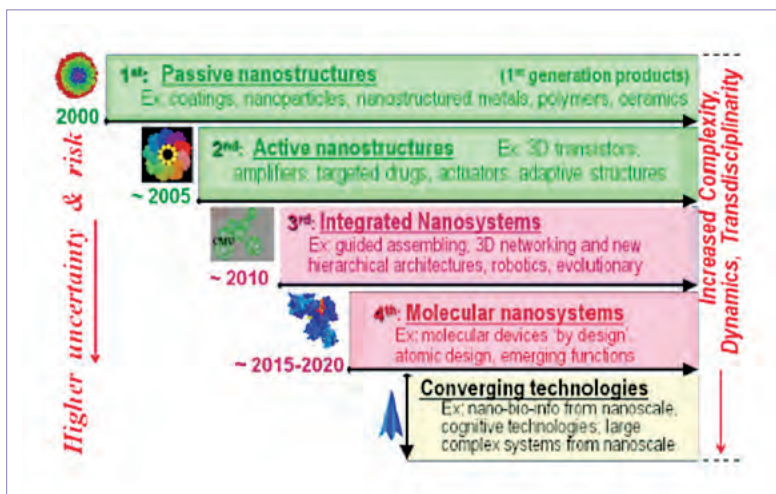 1st: Passive nanostructures (1st generation products)
Ex: coatings, nanoparticles, nanostructured metals, polymers, ceramics
2000
2nd: Active nanostructures Ex: 3D transistors,
amplifiers, targeted drugs, actuators, adaptive structures
~ 2005
CMU
3rd: Integrated Nanosystems
Ex: guided assembling, 3D networking and new
hierarchical architectures, robotics, evolutionary
~ 2010
4th: Molecular nanosystems
Ex: molecular devices 'by design',
atomic design, emerging functions
~ 2015-2020
Converging technologies
Ex: nano-bio-info from nanoscale,
cognitive technologies; large
complex systems from nanoscale
Higher uncertainty & risk
Increased Complexity,
Dynamics, Transdisciplinarity